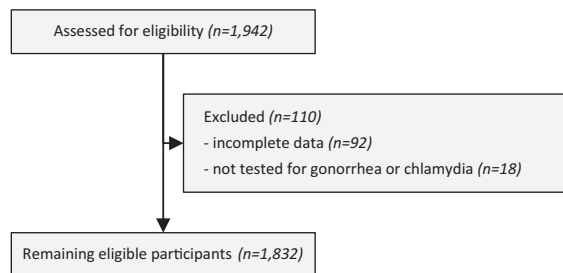 Assessed for eligibility (n=1,942)
Excluded (n=110)
- incomplete data (n=92)
- not tested for gonorrhea or chlamydia (n=18)
Remaining eligible participants (n=1,832)